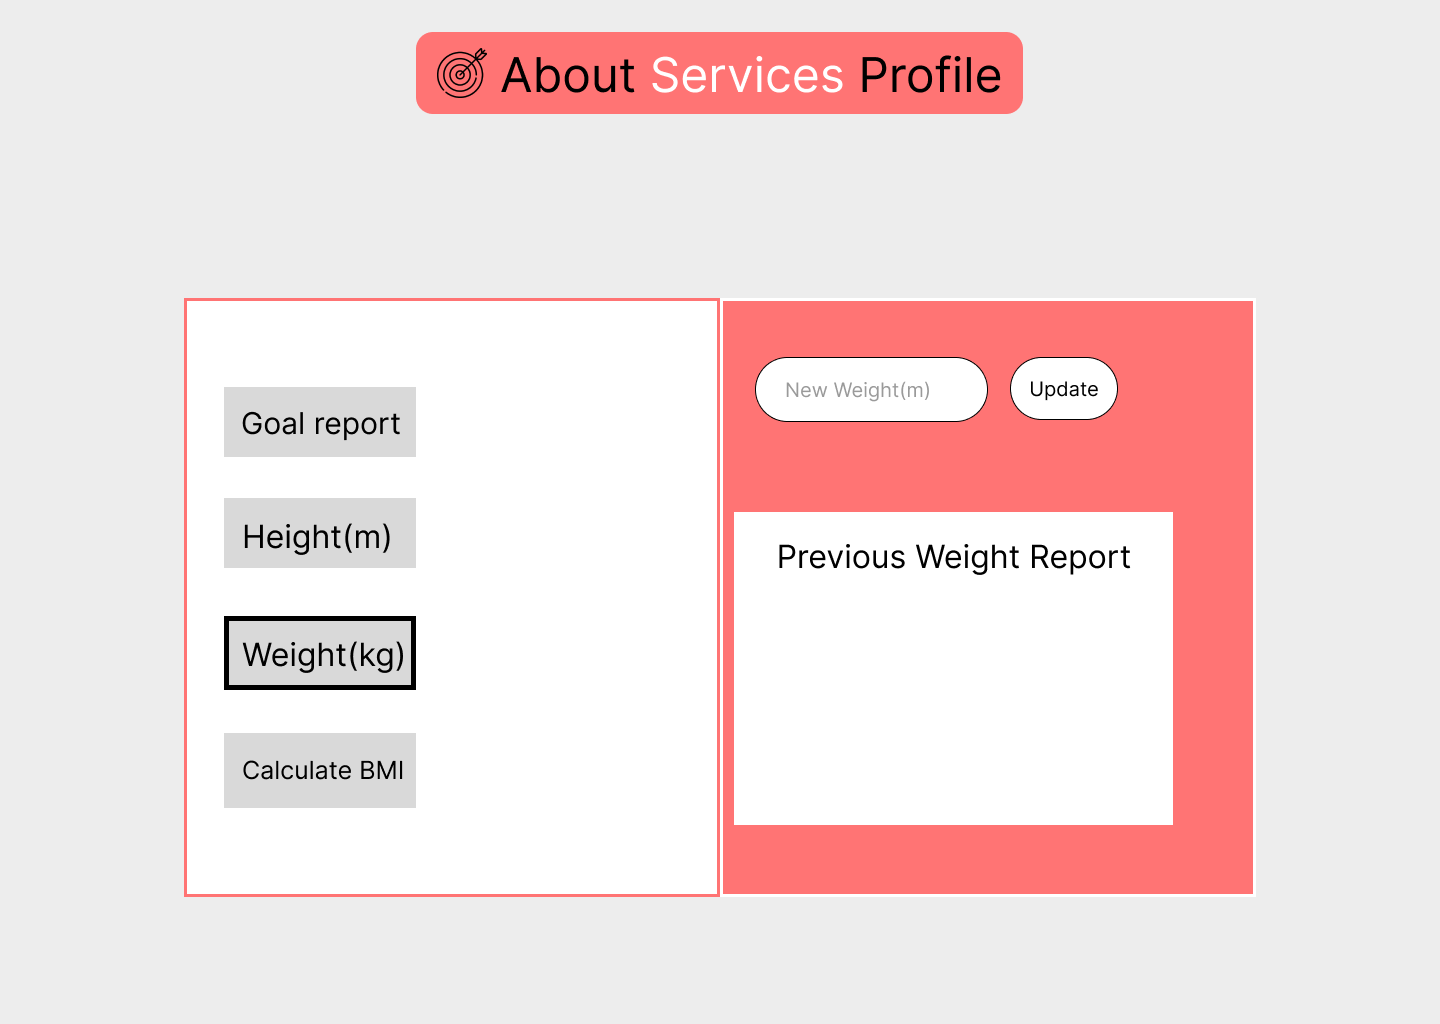 About Services Profile
Goal report
Height(m)
Weight(kg)
Calculate BMI
New Weight(m)
Update
Previous Weight Report